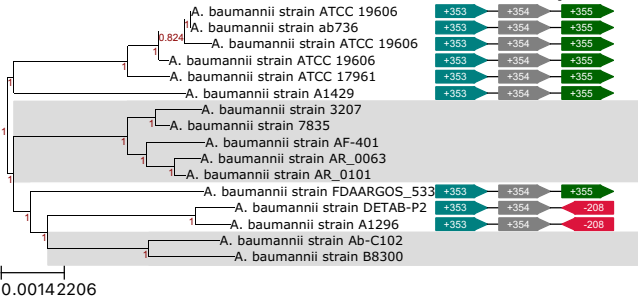 A. baumannii strain ATCC 19606 +353 +354 +355
A. baumannii strain ab736 +353 +354 +355
0.824
A. baumannii strain ATCC 19606 +353 +354 +355
1
1
A. baumannii strain ATCC 19606 +353 +354 +355
1
A. baumannii strain ATCC 17961 +353 +354 +355
1
A. baumannii strain A1429 +353 +354 +355
A. baumannii strain 3207
1
A. baumannii strain 7835
1
1
A. baumannii strain AF-401
A. baumannii strain AR_0063
1
A. baumannii strain AR_0101
1
1
A. baumannii strain FDAARGOS_533 +353 +354 +355
A. baumannii strain DETAB-P2 +353 +354 -208
1
A. baumannii strain A1296 +353 +354 -208
1
A. baumannii strain Ab-C102
1
1
A. baumannii strain B8300
0.00142206